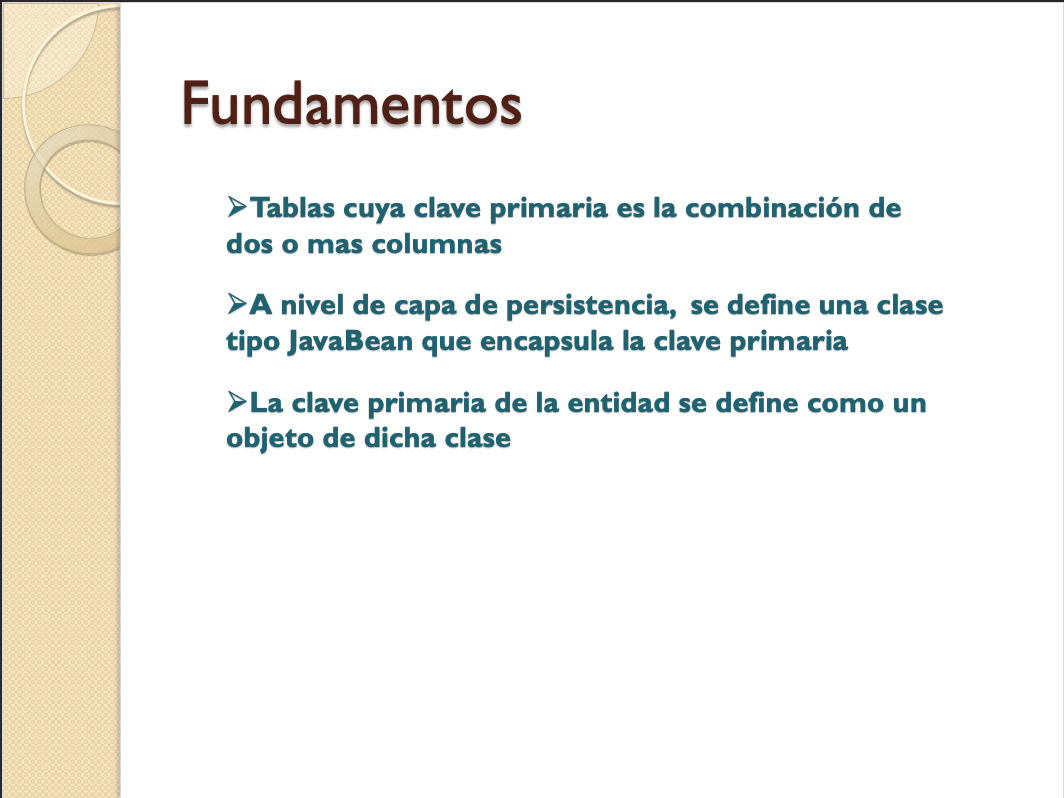 Fundamentos
➢Tablas cuya clave primaria es la combinación de
dos o mas columnas
➢A nivel de capa de persistencia,  se define una clase
tipo JavaBean que encapsula la clave primaria
➢La clave primaria de la entidad se define como un
objeto de dicha clase